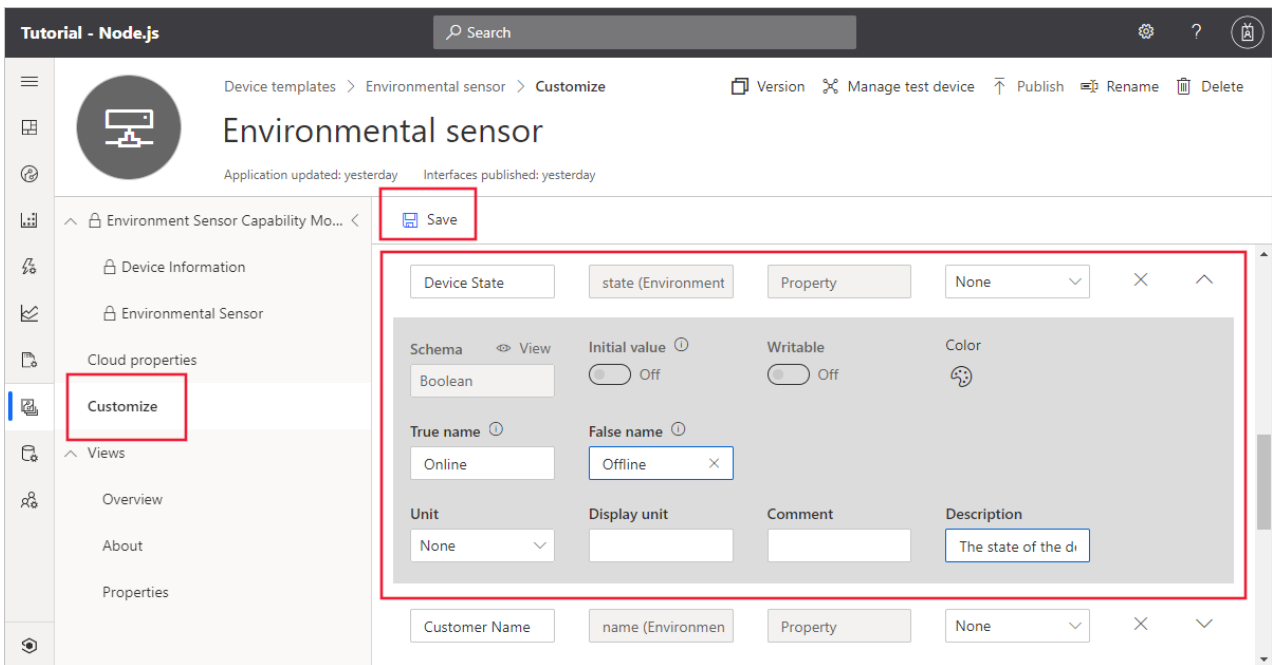 Tutorial - Node.js
Search
?
Device templates > Environmental sensor > Customize
Version Manage test device Publish Rename Delete
Environmental sensor
Application updated: yesterday Interfaces published: yesterday
Environment Sensor Capability Mo...
Device Information
Environmental Sensor
Cloud properties
Customize
Views
Overview
About
Properties
Save
Device State state (Environment Property None
Schema View Initial value Writable Color
Boolean Off Off
True name False name
Online Offline
Unit Display unit Comment Description
None The state of the
Customer Name name (Environmen Property None